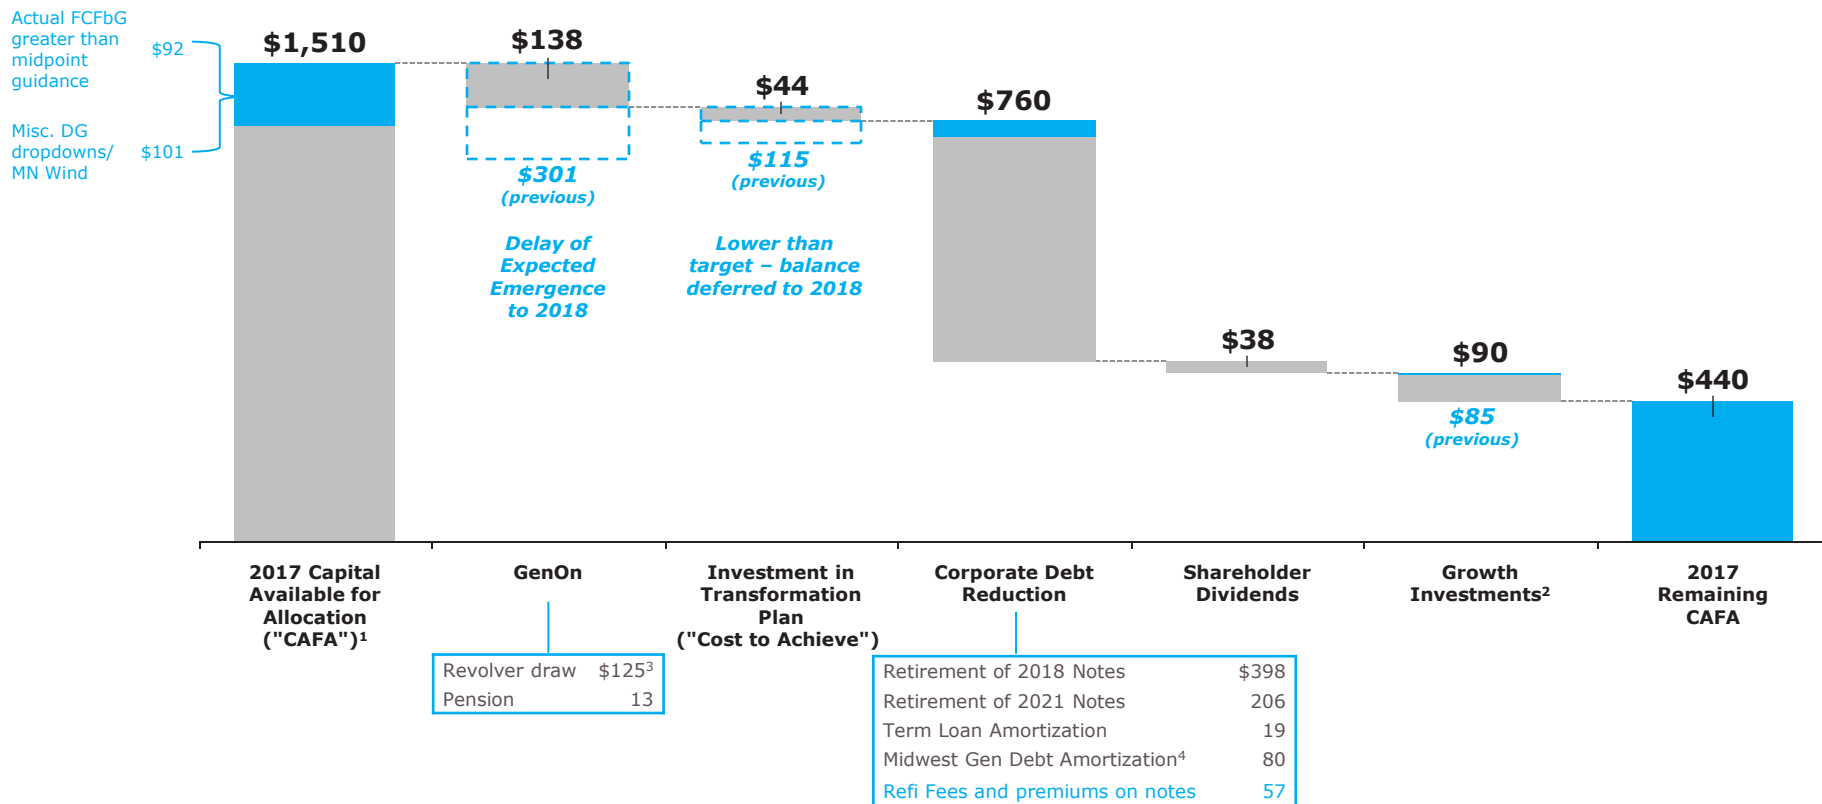 Actual FCFbG
greater than
midpoint
guidance
$92
Misc. DG
dropdowns/
MN Wind
$101
$1,510
$138
$301
(previous)
Delay of
Expected
Emergence
to 2018
$44
$115
(previous)
Lower than
target – balance
deferred to 2018
$760
$38
$90
$85
(previous)
$440
2017 Capital
Available for
Allocation
("CAFA")¹
GenOn
Investment in
Transformation
Plan
("Cost to Achieve")
Corporate Debt
Reduction
Shareholder
Dividends
Growth
Investments²
2017
Remaining
CAFA
Revolver draw $125³
Pension 13
Retirement of 2018 Notes $398
Retirement of 2021 Notes 206
Term Loan Amortization 19
Midwest Gen Debt Amortization⁴ 80
Refi Fees and premiums on notes 57